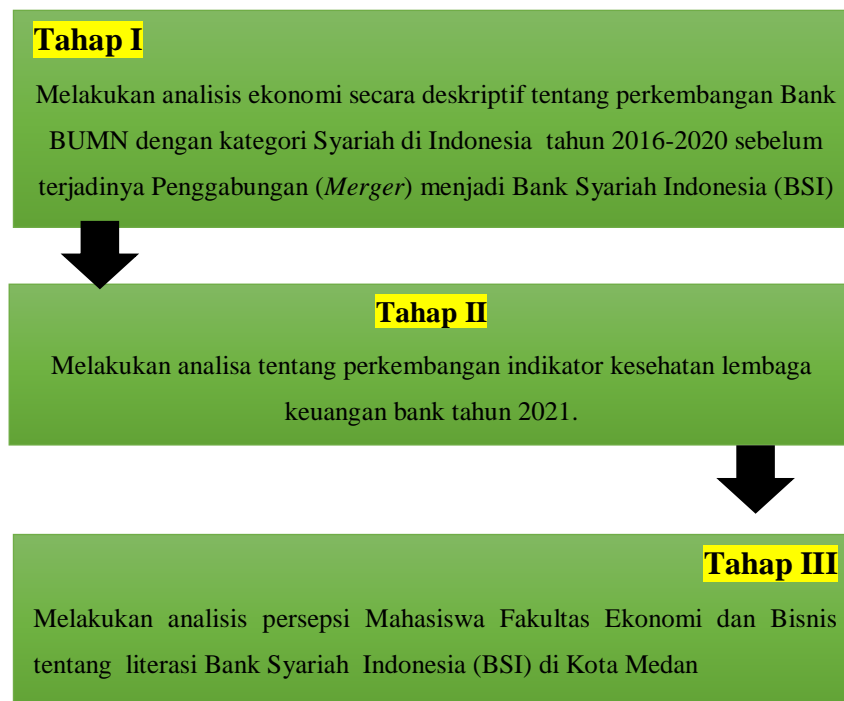 Tahap I
Melakukan analisis ekonomi secara deskriptif tentang perkembangan Bank
BUMN dengan kategori Syariah di Indonesia tahun 2016-2020 sebelum
terjadinya Penggabungan (Merger) menjadi Bank Syariah Indonesia (BSI)
Tahap II
Melakukan analisa tentang perkembangan indikator kesehatan lembaga
keuangan bank tahun 2021.
Tahap III
Melakukan analisis persepsi Mahasiswa Fakultas Ekonomi dan Bisnis
tentang literasi Bank Syariah Indonesia (BSI) di Kota Medan